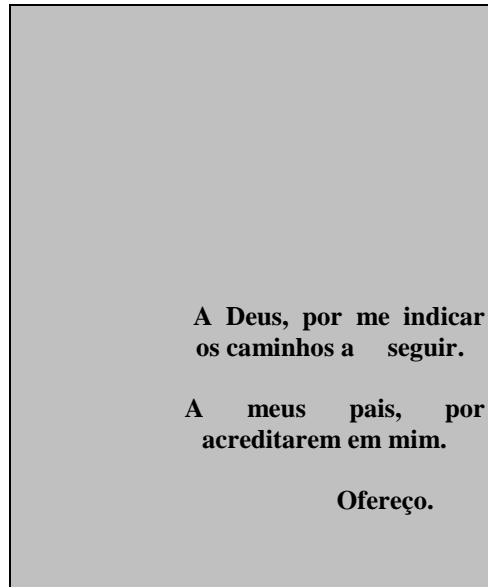 A Deus, por me indicar
os caminhos a seguir.
A meus pais, por
acreditarem em mim.
Ofereço.